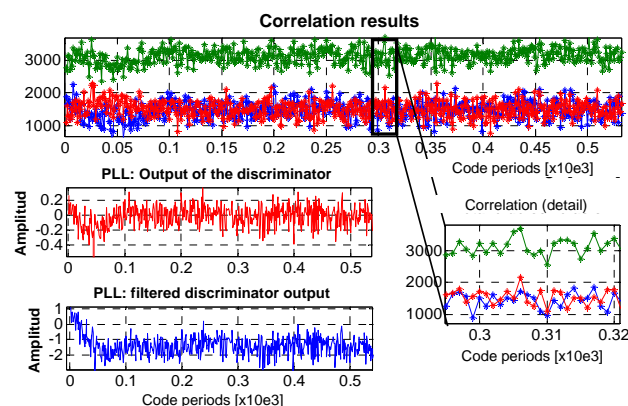 Correlation results
3000
2000
1000
0 0.05 0.1 0.15 0.2 0.25 0.3 0.35 0.4 0.45 0.5
Code periods [x10e3]
PLL: Output of the discriminator
Amplitud
0.2
0
-0.2
-0.4
0 0.1 0.2 0.3 0.4 0.5
Correlation (detail)
3000
2000
1000
0.3 0.31 0.32
Code periods [x10e3]
PLL: filtered discriminator output
Amplitud
1
0
-1
-2
0 0.1 0.2 0.3 0.4 0.5
Code periods [x10e3]